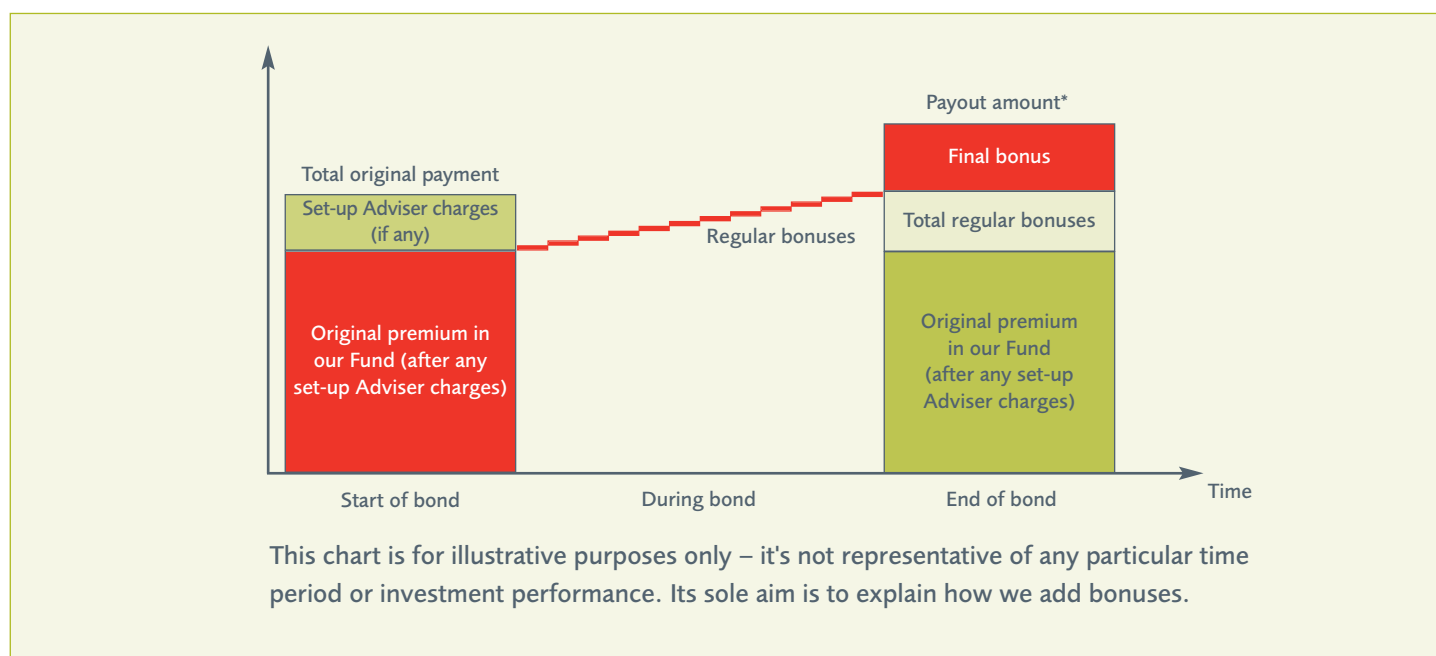 Payout amount*
Final bonus
Total original payment
Set-up Adviser charges
(if any)
Total regular bonuses
Regular bonuses
Original premium in
our Fund (after any
set-up Adviser charges)
Original premium
in our Fund
(after any set-up
Adviser charges)
Start of bond
During bond
End of bond
Time
This chart is for illustrative purposes only – it's not representative of any particular time
period or investment performance. Its sole aim is to explain how we add bonuses.